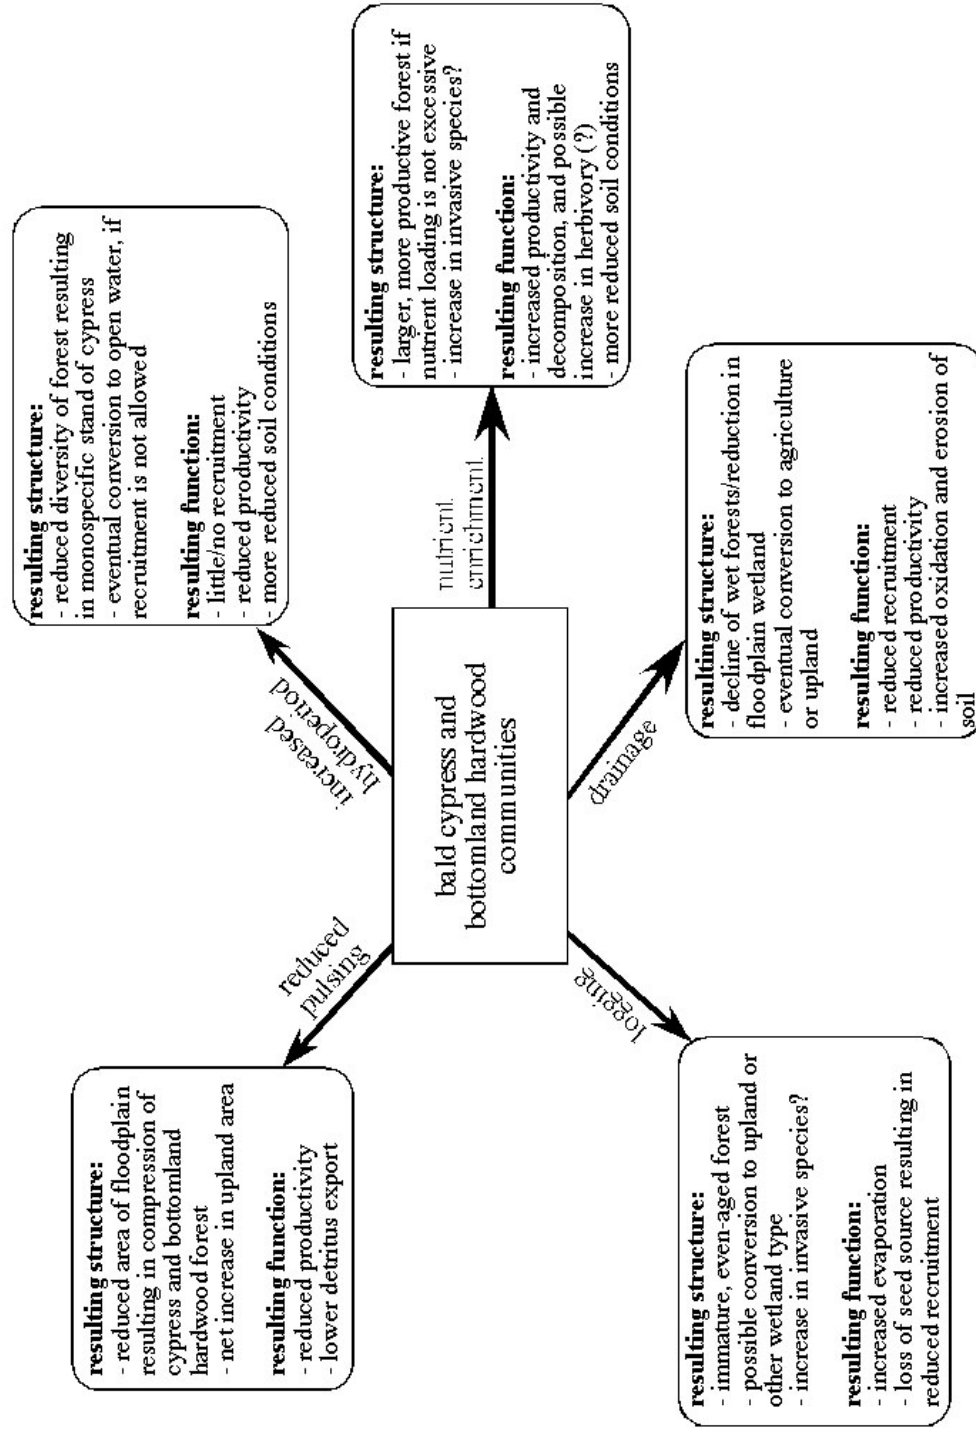 resulting structure:
- reduced area of floodplain
resulting in compression of
cypress and bottomland
hardwood forest
- net increase in upland area
resulting function:
- reduced productivity
- lower detritus export
reduced
pulsing
increased
hydroperiod
resulting structure:
- reduced diversity of forest resulting
in monospecific stand of cypress
- eventual conversion to open water, if
recruitment is not allowed
resulting function:
- little/no recruitment
- reduced productivity
- more reduced soil conditions
bald cypress and
bottomland hardwood
communities
nutrient
enrichment
resulting structure:
- larger, more productive forest if
nutrient loading is not excessive
- increase in invasive species?
resulting function:
- increased productivity and
decomposition, and possible
increase in herbivory (?)
- more reduced soil conditions
logging
resulting structure:
- immature, even-aged forest
- possible conversion to upland or
other wetland type
- increase in invasive species?
resulting function:
- increased evaporation
- loss of seed source resulting in
reduced recruitment
drainage
resulting structure:
- decline of wet forests/reduction in
floodplain wetland
- eventual conversion to agriculture
or upland
resulting function:
- reduced recruitment
- reduced productivity
- increased oxidation and erosion of
soil